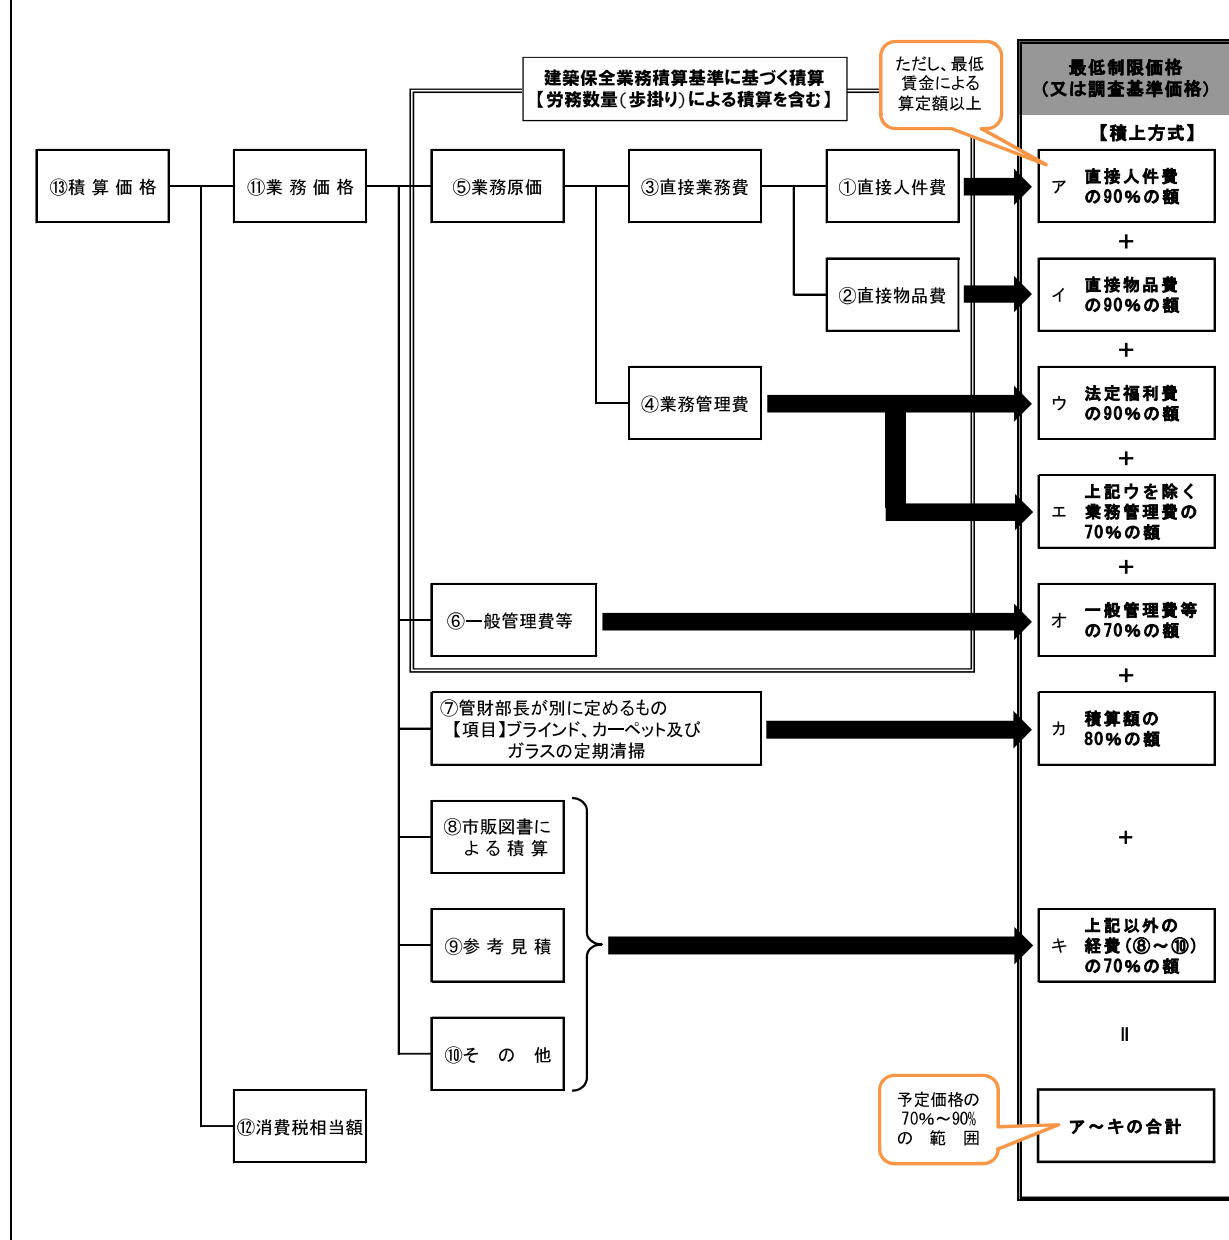 建築保全業務積算基準に基づく積算
【労務数量(歩掛り)による積算を含む】
ただし、最低
賃金による
算定額以上
最低制限価格
(又は調査基準価格)
【積上方式】
⑬積算価格
⑪業務価格
⑤業務原価
③直接業務費
①直接人件費
ア 直接人件費
の90%の額
+
②直接物品費
イ 直接物品費
の90%の額
+
④業務管理費
ウ 法定福利費
の90%の額
+
エ 上記ウを除く
業務管理費の
70%の額
+
⑥一般管理費等
オ 一般管理費等
の70%の額
+
⑦管財部長が別に定めるもの
【項目】ブラインド、カーペット及び
ガラスの定期清掃
カ 積算額の
80%の額
+
⑧市販図書に
よる積算
⑨参考見積
キ 上記以外の
経費(⑧～⑩)
の70%の額
=
⑩その他
⑫消費税相当額
予定価格の
70%～90%
の範囲
ア～キの合計